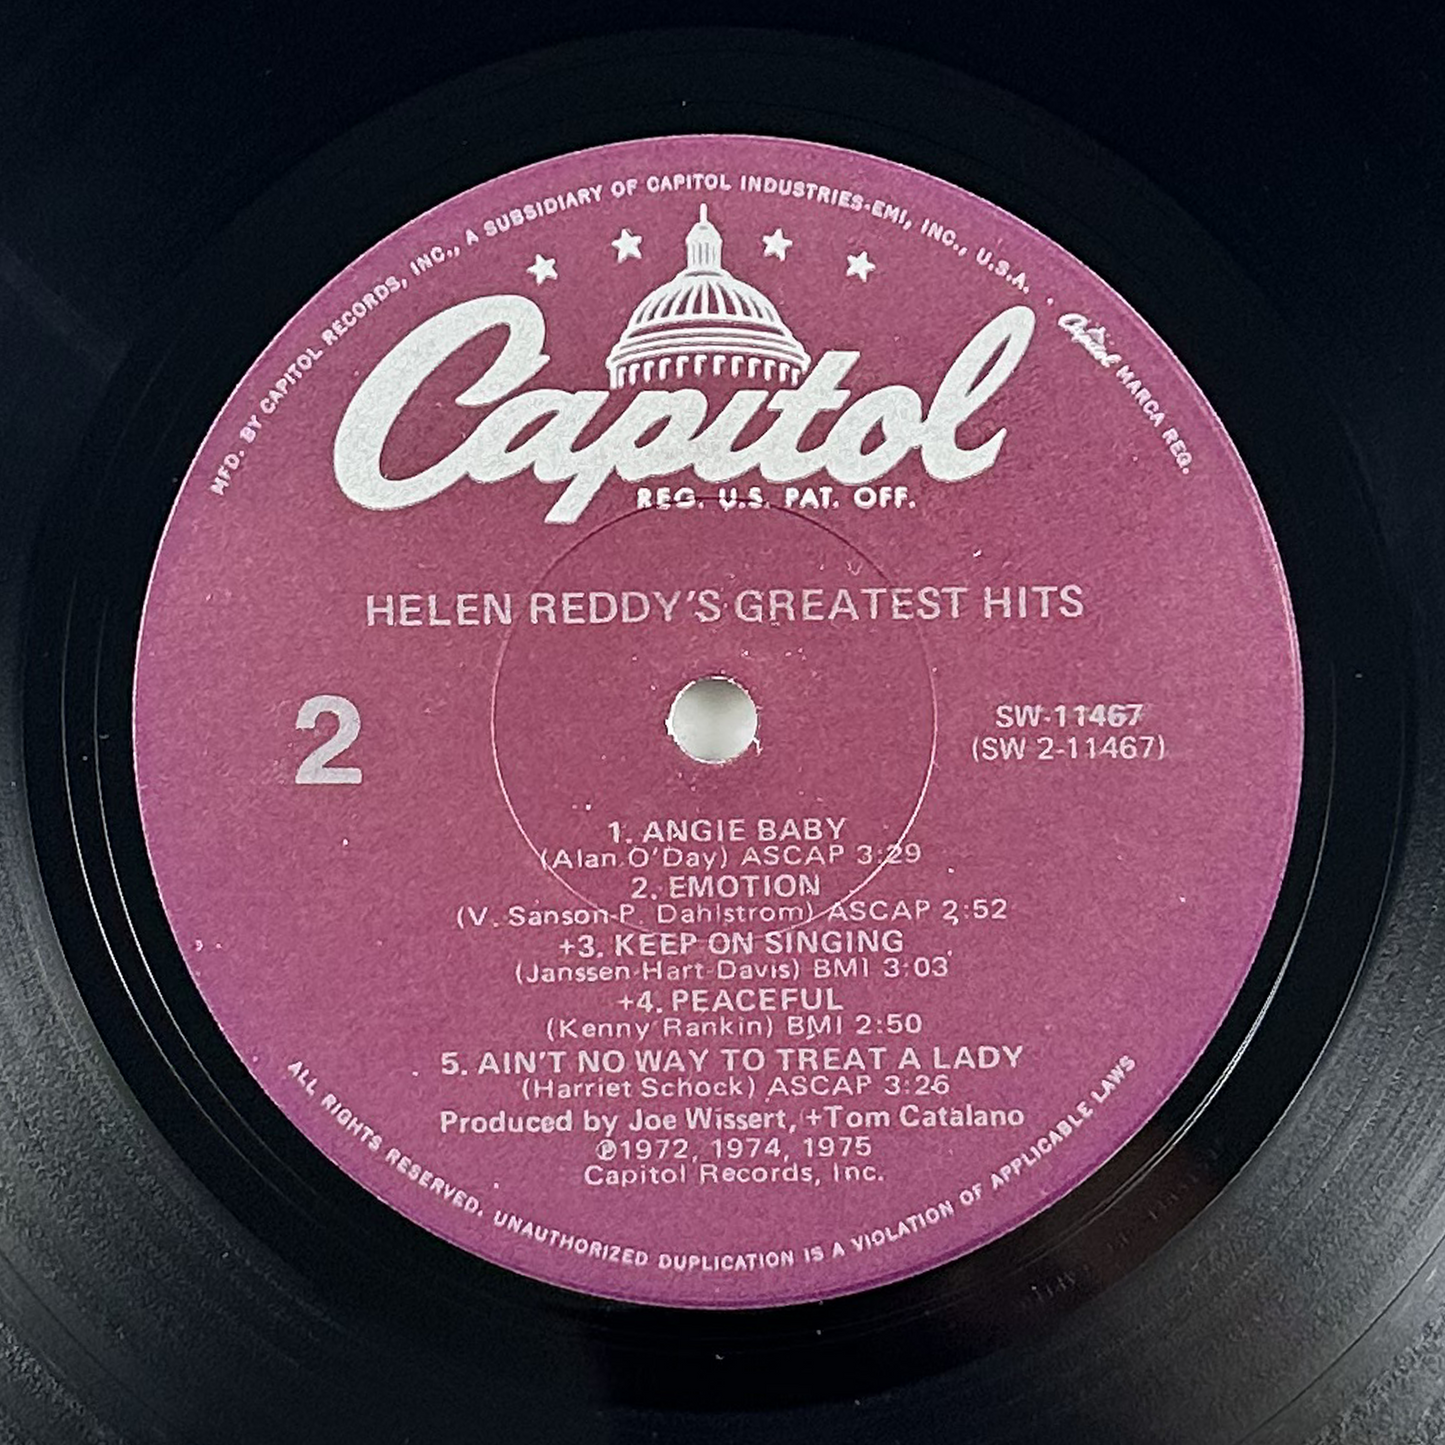 MFD. BY CAPITOL RECORDS, INC., A SUBSIDIARY OF CAPITOL INDUSTRIES-EMI, INC., U.S.A. · Capitol MARCA REG.
Capitol
REG. U.S. PAT. OFF.
HELEN REDDY'S GREATEST HITS
2
SW-11467
(SW 2-11467)
1. ANGIE BABY
(Alan O'Day) ASCAP 3:29
2. EMOTION
(V. Sanson-P. Dahlstrom) ASCAP 2:52
+3. KEEP ON SINGING
(Janssen-Hart-Davis) BMI 3:03
+4. PEACEFUL
(Kenny Rankin) BMI 2:50
5. AIN'T NO WAY TO TREAT A LADY
(Harriet Schock) ASCAP 3:26
Produced by Joe Wissert, +Tom Catalano
℗1972, 1974, 1975
Capitol Records, Inc.
ALL RIGHTS RESERVED. UNAUTHORIZED DUPLICATION IS A VIOLATION OF APPLICABLE LAWS